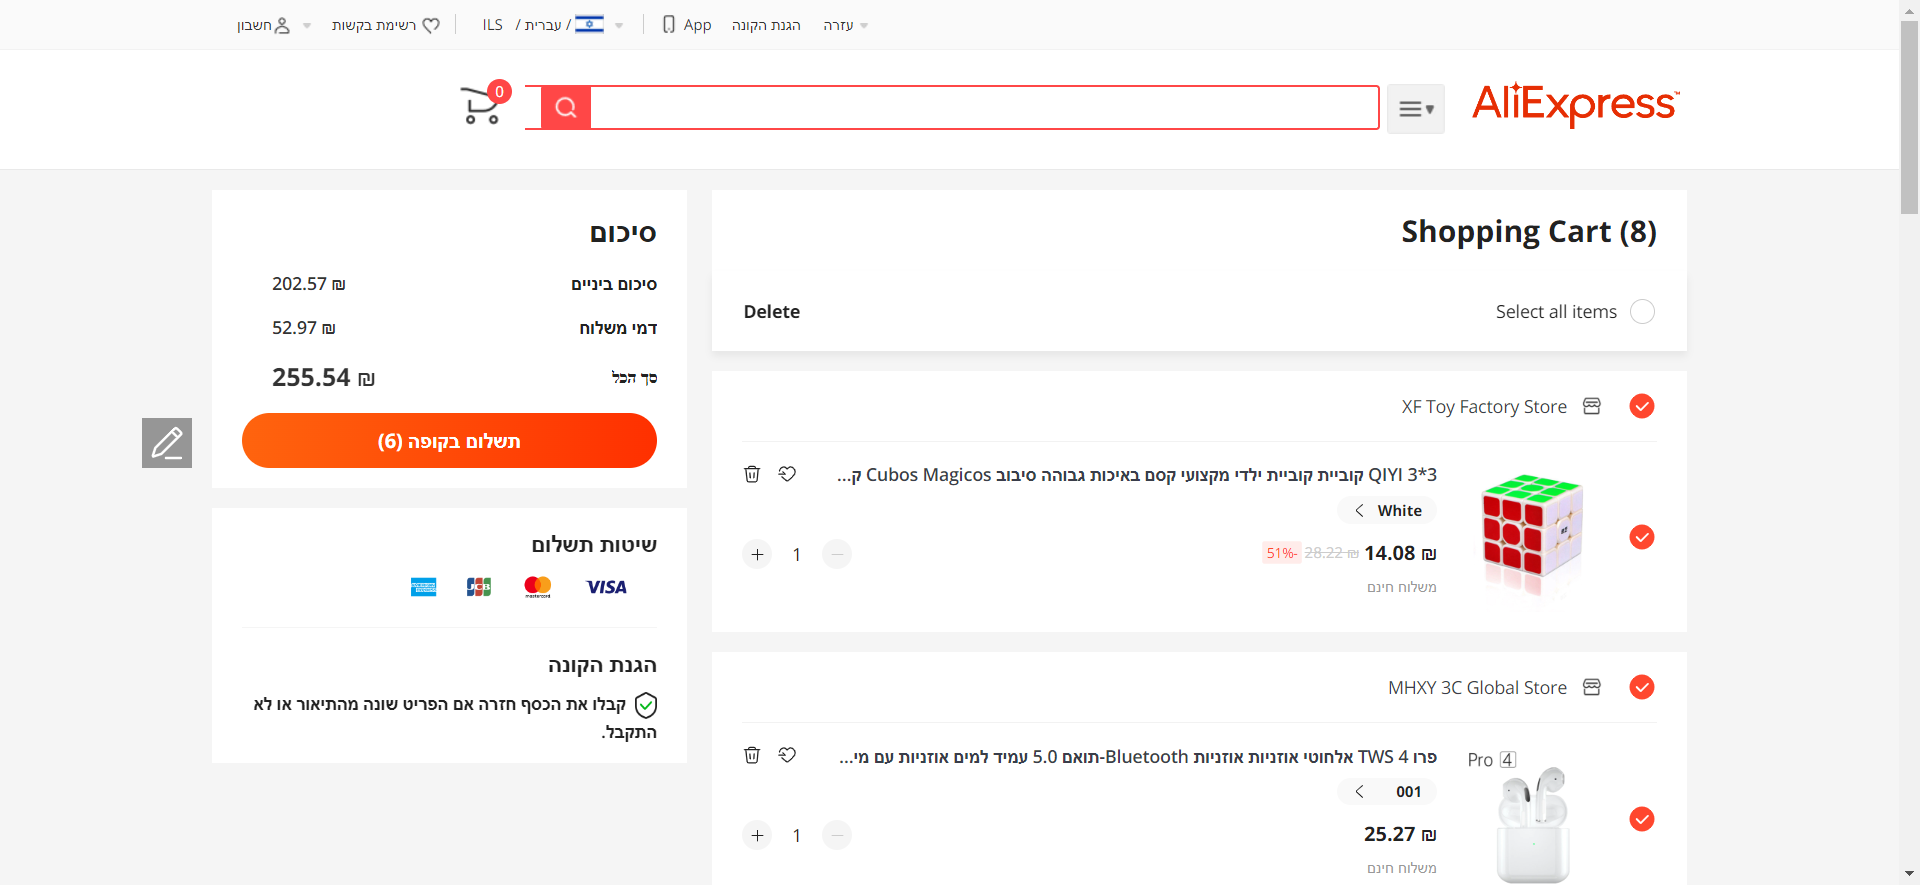 עזרה
הגנת הקונה
App
/ עברית / ILS
רשימת בקשות
חשבון
AliExpress™
0
Shopping Cart (8)
Select all items
Delete
XF Toy Factory Store
QIYI 3*3 קוביית קוביית ילדי מקצועי קסם באיכות גבוהה סיבוב Cubos Magicos ק...
White
₪ 14.08 ₪ 28.22 -51%
משלוח חינם
1
MHXY 3C Global Store
Pro 4
פרו 4 TWS אלחוטי אוזניות אוזניות Bluetooth-תואם 5.0 עמיד למים אוזניות עם מי...
001
₪ 25.27
משלוח חינם
1
סיכום
סיכום ביניים ₪ 202.57
דמי משלוח ₪ 52.97
סך הכל ₪ 255.54
תשלום בקופה (6)
שיטות תשלום
VISA
mastercard
JCB
הגנת הקונה
קבלו את הכסף חזרה אם הפריט שונה מהתיאור או לא
התקבל.